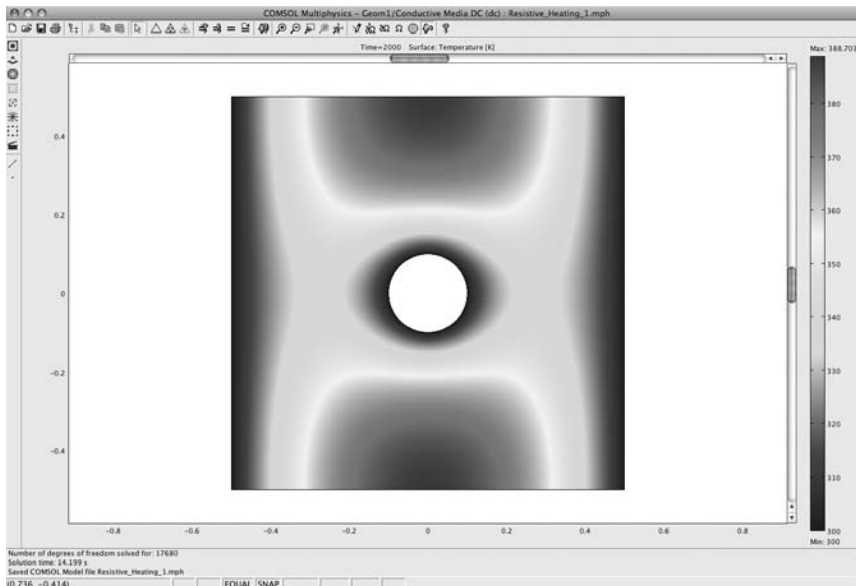 COMSOL Multiphysics - Geom1/Conductive Media DC (dc) : Resistive_Heating_1.mph
Time=2000 Surface: Temperature [K]
Max: 388.703
0.4
0.2
0
-0.2
-0.4
-0.8
-0.6
-0.4
-0.2
0
0.2
0.4
0.6
0.8
380
370
360
350
340
330
320
310
300
Min: 300
Number of degrees of freedom solved for: 17680
Solution time: 14.199 s
Saved COMSOL Model file Resistive_Heating_1.mph
(0.736, -0.414) EQUAL SNAP